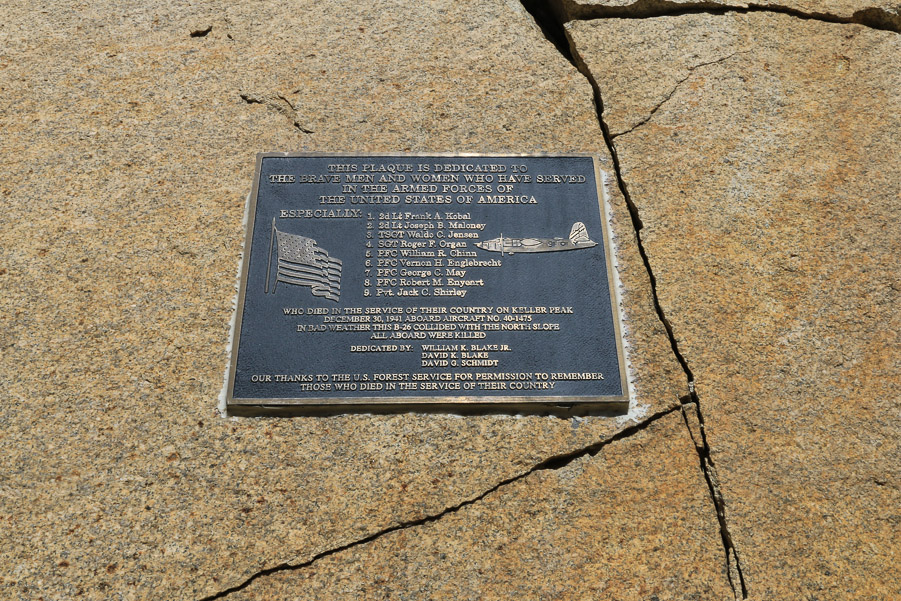 THIS PLAQUE IS DEDICATED TO
THE BRAVE MEN AND WOMEN WHO HAVE SERVED
IN THE ARMED FORCES OF
THE UNITED STATES OF AMERICA
ESPECIALLY: 1. 2d Lt Frank A. Kobal
2. 2d Lt Joseph B. Maloney
3. TSGT Waldo C. Jensen
4. SGT Roger F. Organ
5. PFC William R. Chinn
6. PFC Vernon H. Englebrecht
7. PFC George C. May
8. PFC Robert M. Enyeart
9. Pvt. Jack C. Shirley
WHO DIED IN THE SERVICE OF THEIR COUNTRY ON KELLER PEAK
DECEMBER 30, 1941 ABOARD AIRCRAFT NO. 40-1475
IN BAD WEATHER THIS B-26 COLLIDED WITH THE NORTH SLOPE
ALL ABOARD WERE KILLED
DEDICATED BY: WILLIAM K. BLAKE JR.
DAVID K. BLAKE
DAVID G. SCHMIDT
OUR THANKS TO THE U.S. FOREST SERVICE FOR PERMISSION TO REMEMBER
THOSE WHO DIED IN THE SERVICE OF THEIR COUNTRY